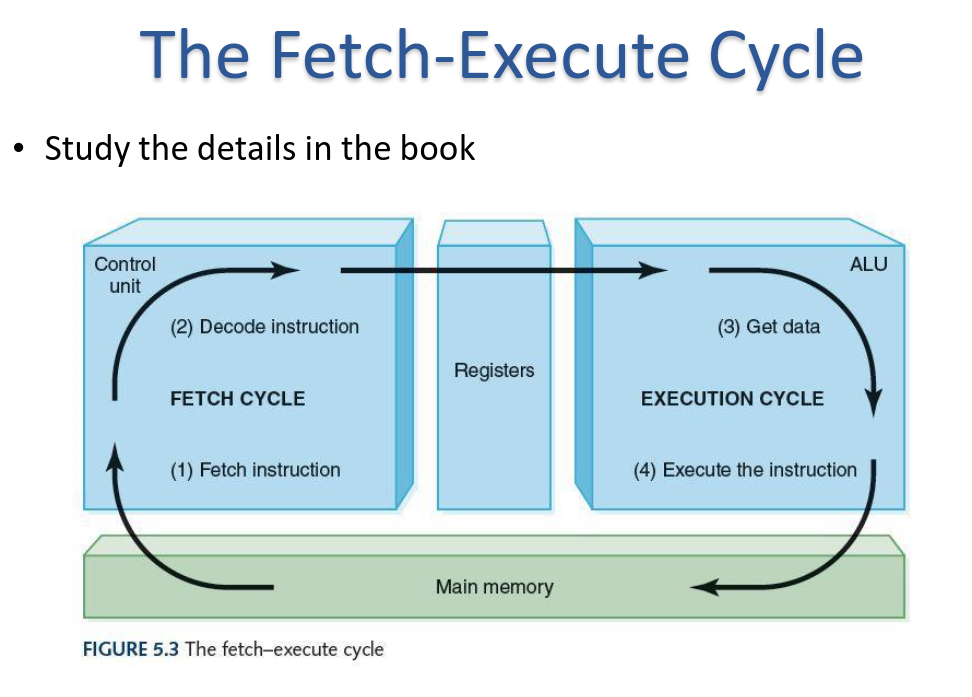 The Fetch-Execute Cycle
• Study the details in the book
Control
unit
(2) Decode instruction
FETCH CYCLE
(1) Fetch instruction
Registers
ALU
(3) Get data
EXECUTION CYCLE
(4) Execute the instruction
Main memory
FIGURE 5.3 The fetch–execute cycle